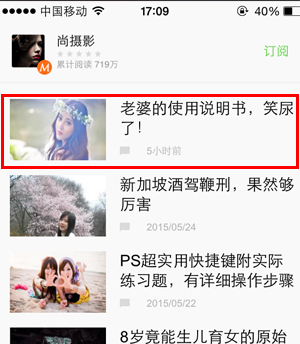 中国移动 17:09 40%
尚摄影
累计阅读 719万
订阅
M
老婆的使用说明书，笑尿
了！
5小时前
新加坡酒驾鞭刑，果然够
厉害
2015/05/24
PS超实用快捷键附实际
练习题，有详细操作步骤
2015/05/22
8岁竟能生儿育女的原始